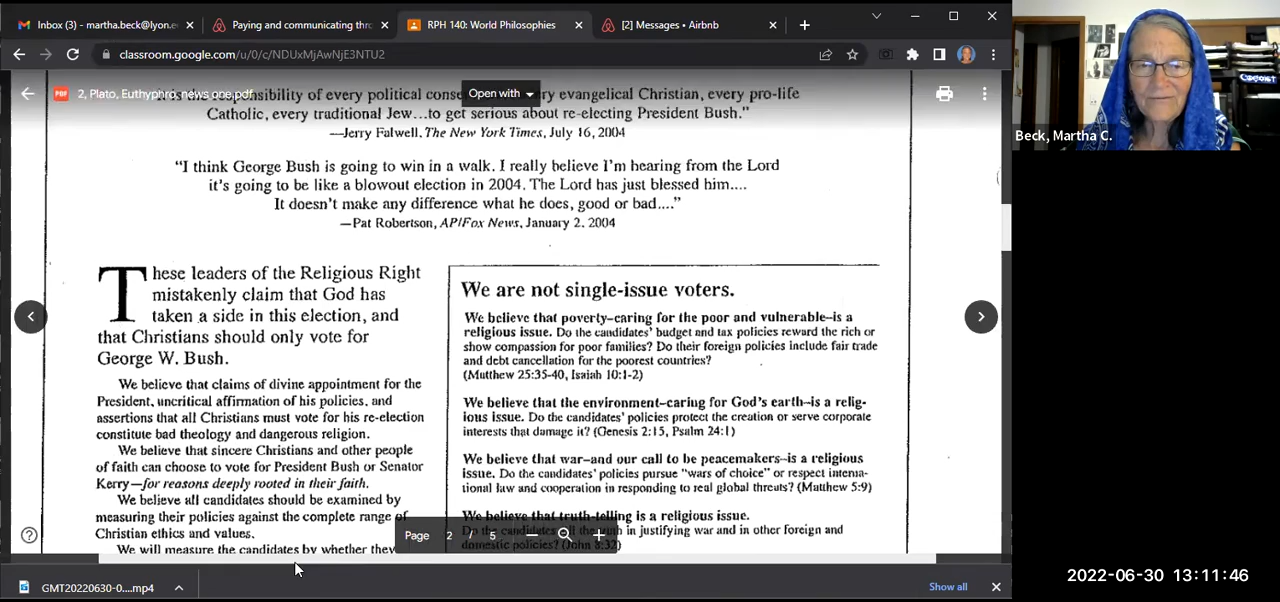 Inbox (3) - martha.beck@lyon.e
Paying and communicating thr
RPH 140: World Philosophies
[2] Messages • Airbnb
classroom.google.com/u/0/c/NDUxMjAwNjE3NTU2
PDF 2, Plato, Euthyphro, news one.pdf
Open with
responsibility of every political conse evangelical Christian, every pro-life
Catholic, every traditional Jew…to get serious about re-electing President Bush."
—Jerry Falwell, The New York Times, July 16, 2004
"I think George Bush is going to win in a walk. I really believe I'm hearing from the Lord
it's going to be like a blowout election in 2004. The Lord has just blessed him....
It doesn't make any difference what he does, good or bad...."
—Pat Robertson, AP/Fox News, January 2, 2004
These leaders of the Religious Right
mistakenly claim that God has
taken a side in this election, and
that Christians should only vote for
George W. Bush.
We believe that claims of divine appointment for the
President, uncritical affirmation of his policies, and
assertions that all Christians must vote for his re-election
constitute bad theology and dangerous religion.
We believe that sincere Christians and other people
of faith can choose to vote for President Bush or Senator
Kerry—for reasons deeply rooted in their faith.
We believe all candidates should be examined by
measuring their policies against the complete range of
Christian ethics and values.
We will measure the candidates by whether they
We are not single-issue voters.
We believe that poverty–caring for the poor and vulnerable–is a
religious issue. Do the candidates' budget and tax policies reward the rich or
show compassion for poor families? Do their foreign policies include fair trade
and debt cancellation for the poorest countries?
(Matthew 25:35-40, Isaiah 10:1-2)
We believe that the environment–caring for God's earth–is a relig-
ious issue. Do the candidates' policies protect the creation or serve corporate
interests that damage it? (Genesis 2:15, Psalm 24:1)
We believe that war–and our call to be peacemakers–is a religious
issue. Do the candidates' policies pursue "wars of choice" or respect interna-
tional law and cooperation in responding to real global threats? (Matthew 5:9)
We believe that truth-telling is a religious issue.
Do the candidates tell the truth in justifying war and in other foreign and
domestic policies? (John 8:32)
Page 2 / 5
GMT20220630-0....mp4
Show all
Beck, Martha C.
2022-06-30 13:11:46